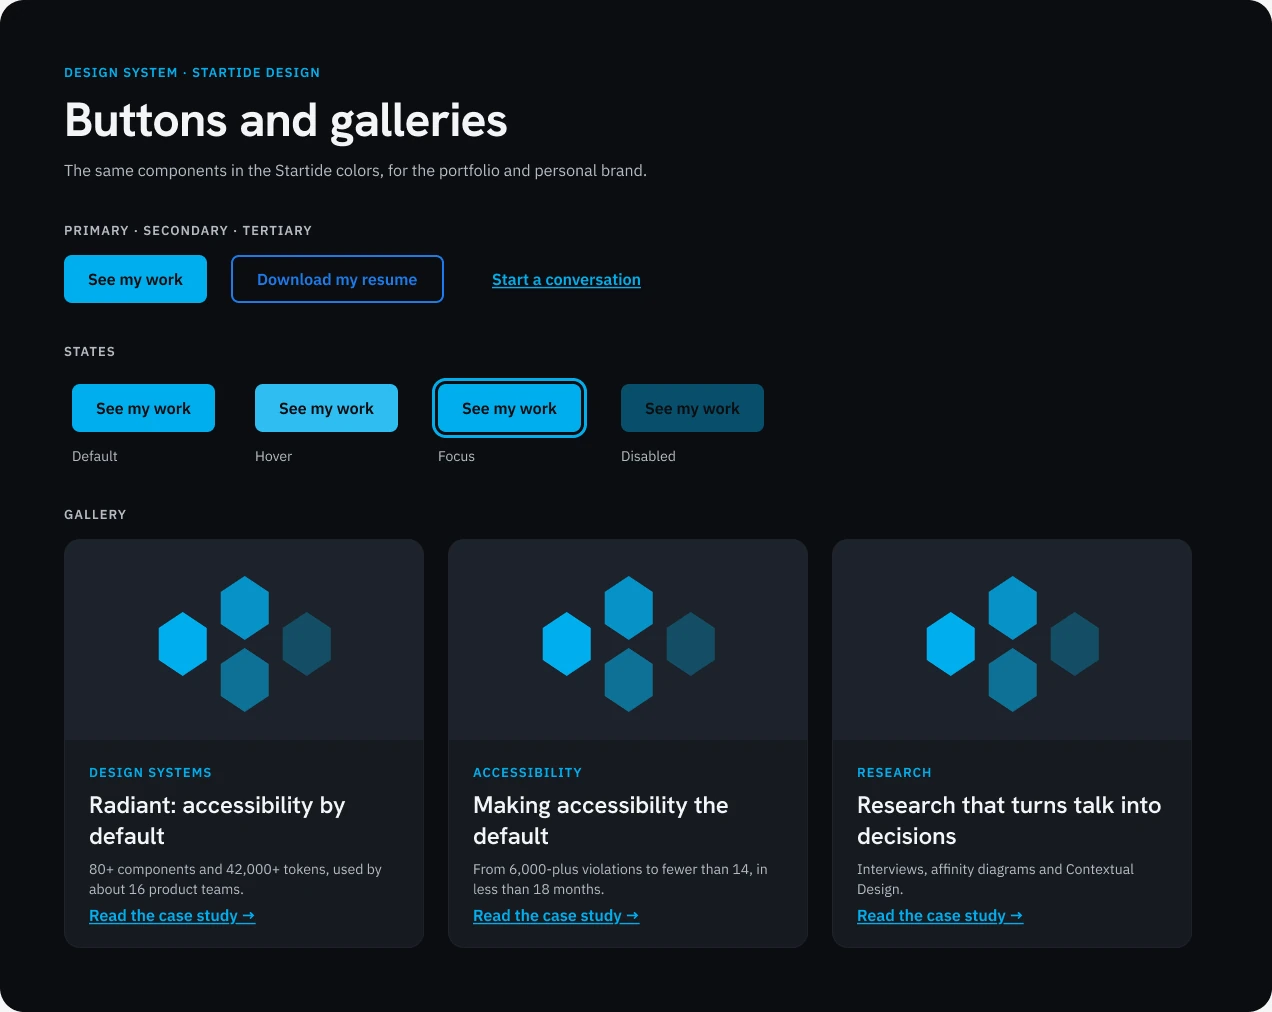 DESIGN SYSTEM · STARTIDE DESIGN
Buttons and galleries
The same components in the Startide colors, for the portfolio and personal brand.
PRIMARY · SECONDARY · TERTIARY
See my work
Download my resume
Start a conversation
STATES
See my work
See my work
See my work
See my work
Default
Hover
Focus
Disabled
GALLERY
DESIGN SYSTEMS
Radiant: accessibility by
default
80+ components and 42,000+ tokens, used by
about 16 product teams.
Read the case study →
ACCESSIBILITY
Making accessibility the
default
From 6,000-plus violations to fewer than 14, in
less than 18 months.
Read the case study →
RESEARCH
Research that turns talk into
decisions
Interviews, affinity diagrams and Contextual
Design.
Read the case study →